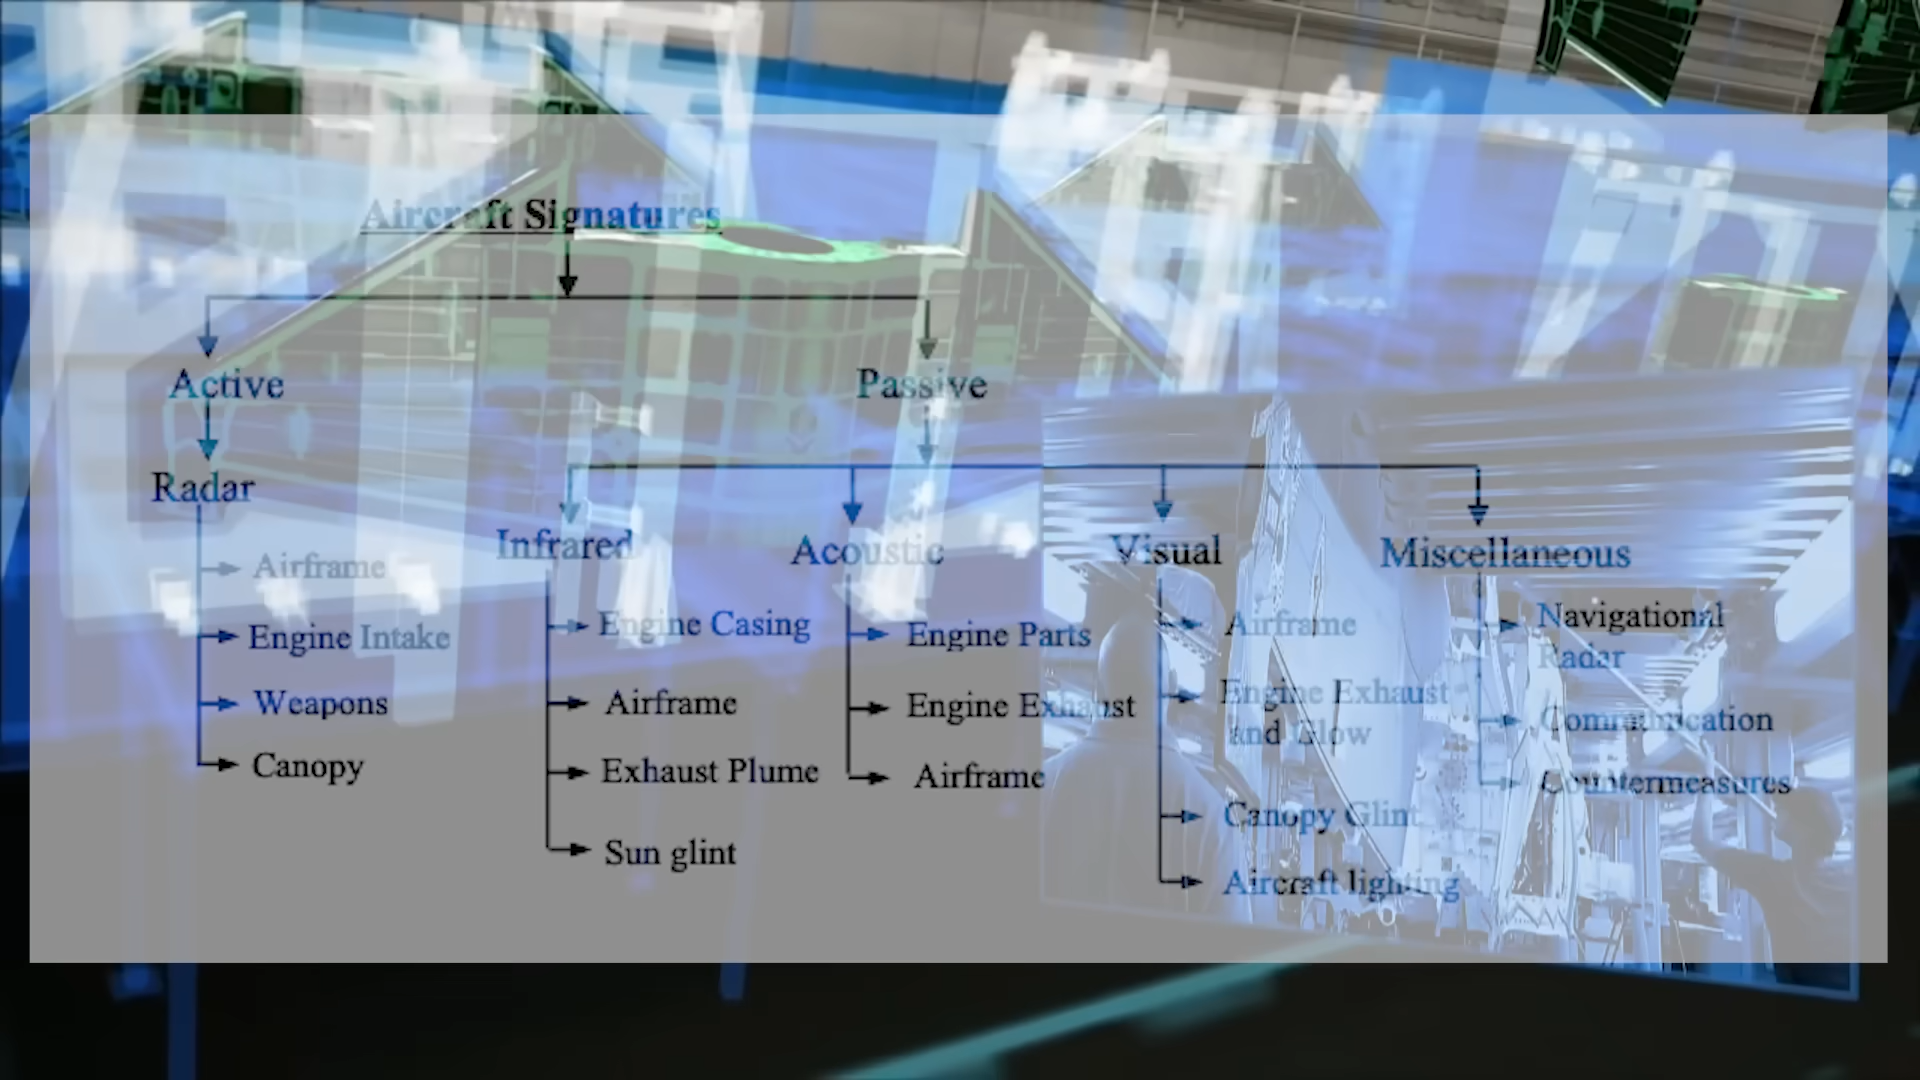 Aircraft Signatures
Active
Passive
Radar
Airframe
Engine Intake
Weapons
Canopy
Infrared
Engine Casing
Airframe
Exhaust Plume
Sun glint
Acoustic
Engine Parts
Engine Exhaust
Airframe
Visual
Airframe
Engine Exhaust
and Glow
Canopy Glint
Aircraft lighting
Miscellaneous
Navigational
Radar
Communication
Countermeasures